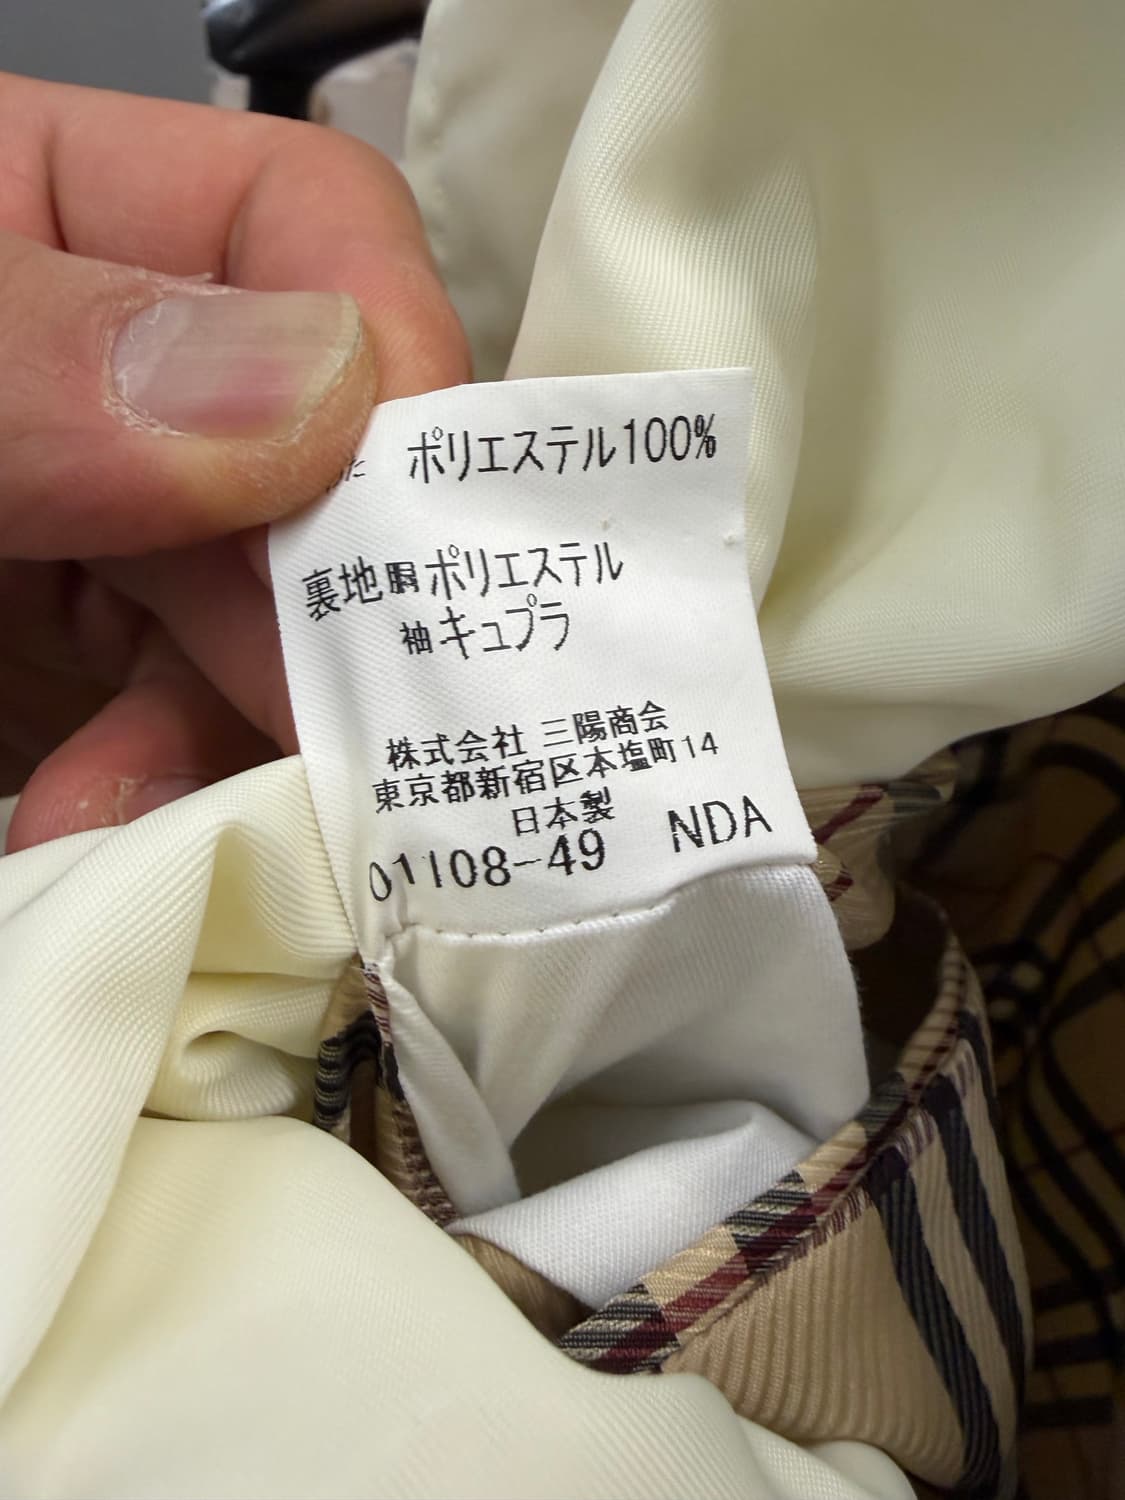 ポリエステル100%
裏地 胴 ポリエステル
袖 キュプラ
株式会社 三陽商会
東京都新宿区本塩町14
日本製
01108-49 NDA